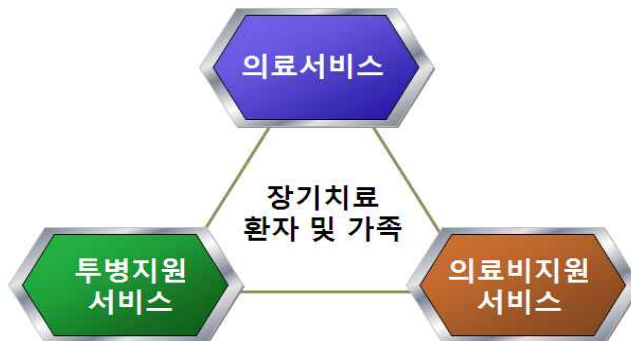 의료서비스
장기치료
환자 및 가족
투병지원
서비스
의료비지원
서비스